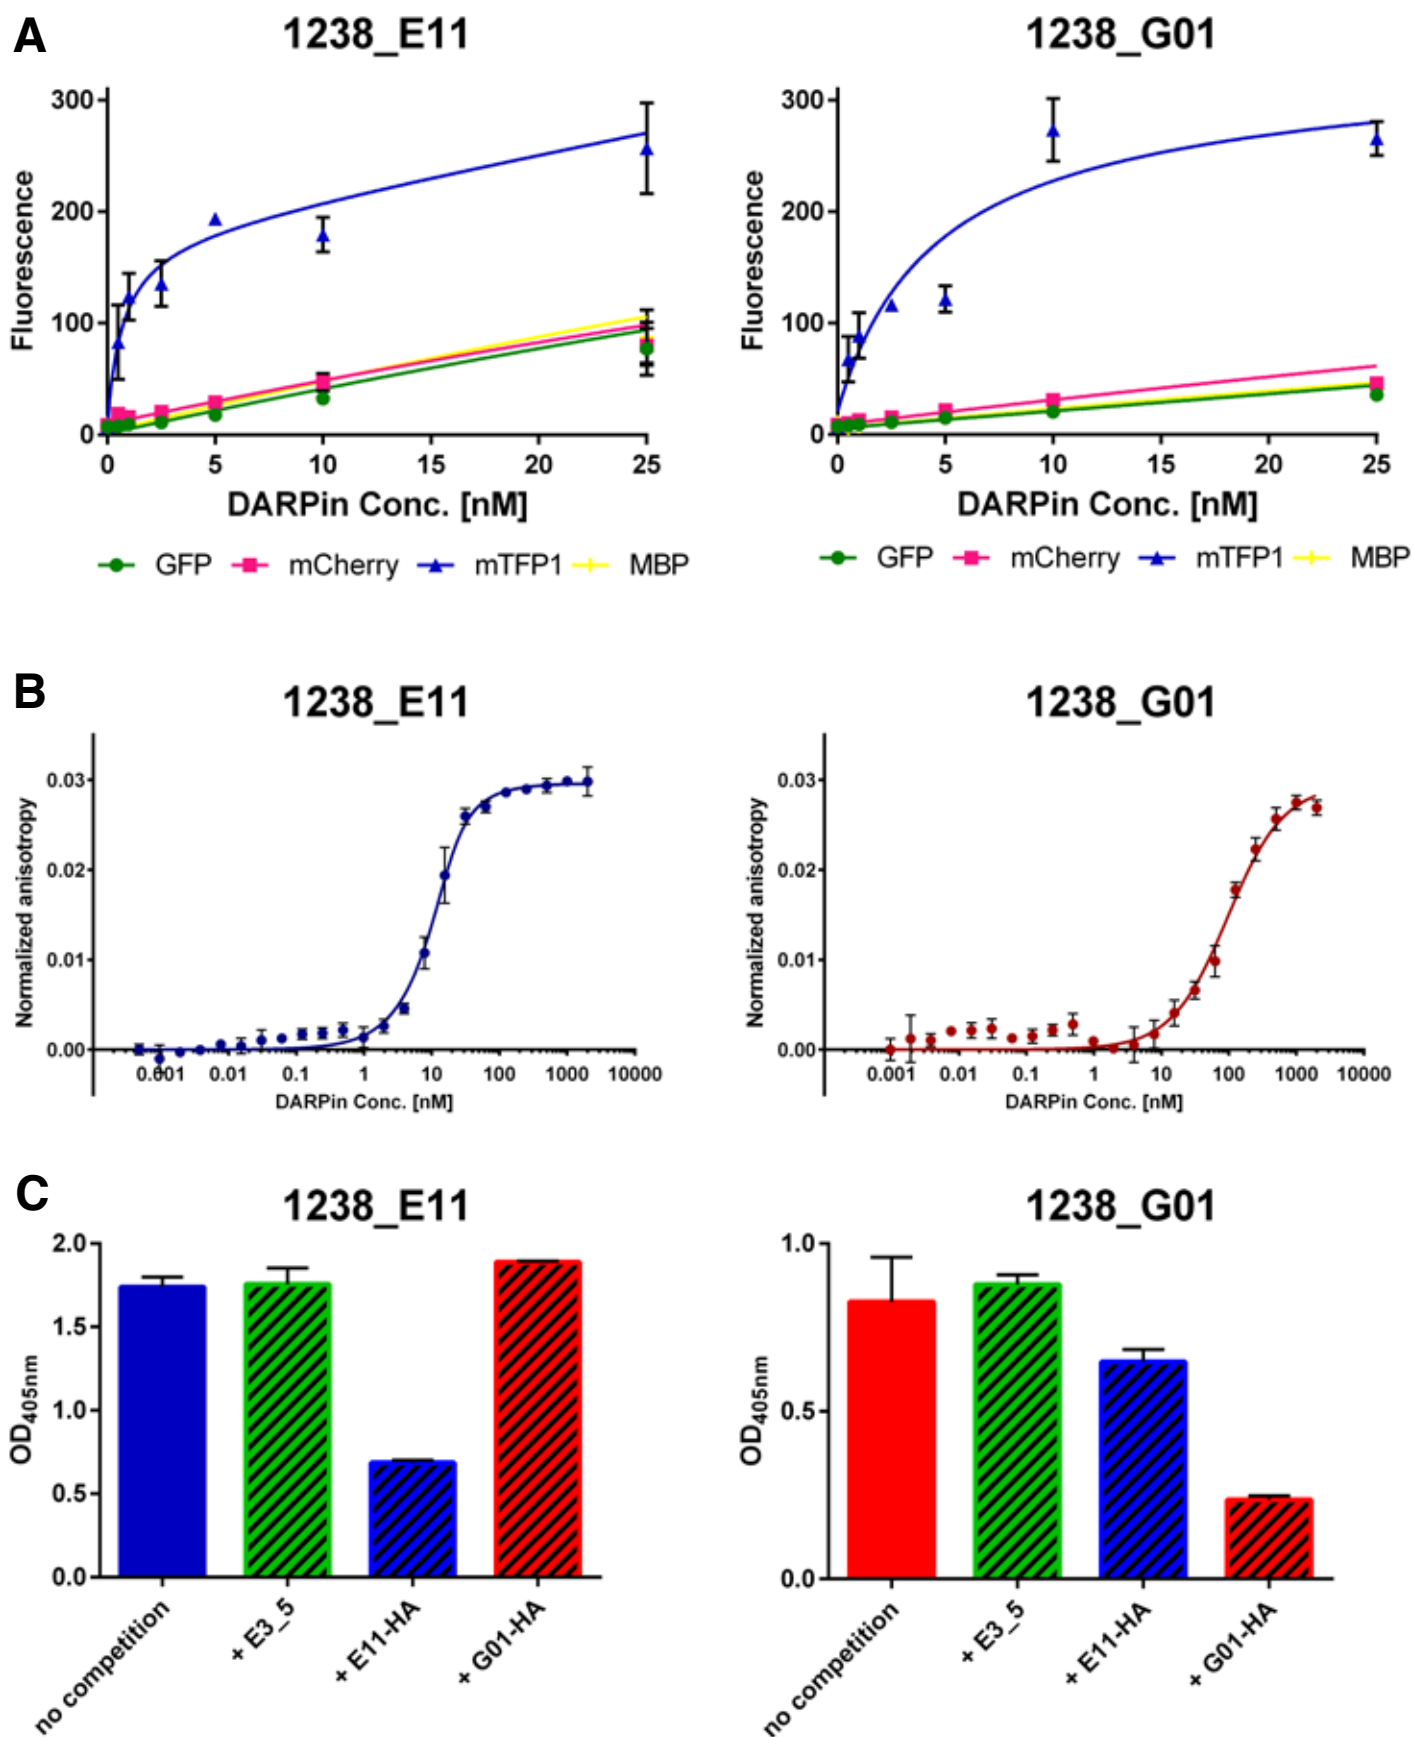 A
1238_E11
1238_G01
300
200
100
0
Fluorescence
0 5 10 15 20 25
DARPin Conc. [nM]
GFP mCherry mTFP1 MBP
300
200
100
0
Fluorescence
0 5 10 15 20 25
DARPin Conc. [nM]
GFP mCherry mTFP1 MBP
B
1238_E11
1238_G01
0.03
0.02
0.01
0.00
Normalized anisotropy
0.001 0.01 0.1 1 10 100 1000 10000
DARPin Conc. [nM]
0.03
0.02
0.01
0.00
Normalized anisotropy
0.001 0.01 0.1 1 10 100 1000 10000
DARPin Conc. [nM]
C
1238_E11
1238_G01
2.0
1.5
1.0
0.5
0.0
OD405nm
no competition
+ E3_5
+ E11-HA
+ G01-HA
1.0
0.5
0.0
OD405nm
no competition
+ E3_5
+ E11-HA
+ G01-HA